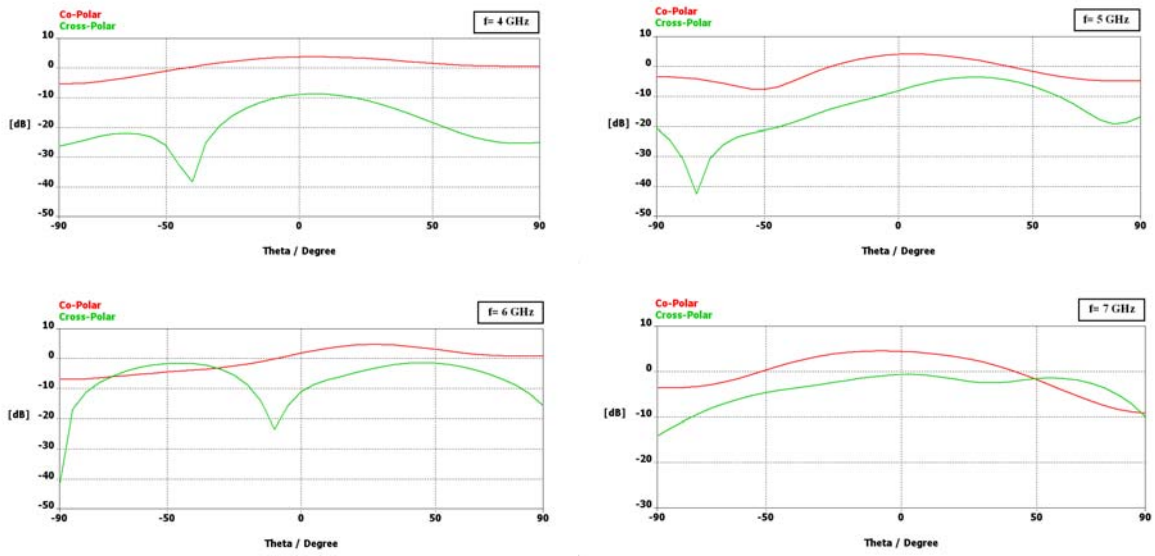 Co-Polar
Cross-Polar
f= 4 GHz
10
0
-10
[dB] -20
-30
-40
-50
-90 -50 0 50 90
Theta / Degree
Co-Polar
Cross-Polar
f= 5 GHz
10
0
-10
[dB] -20
-30
-40
-50
-90 -50 0 50 90
Theta / Degree
Co-Polar
Cross-Polar
f= 6 GHz
10
0
-10
[dB] -20
-30
-40
-50
-90 -50 0 50 90
Theta / Degree
Co-Polar
Cross-Polar
f= 7 GHz
10
0
[dB] -10
-20
-30
-90 -50 0 50 90
Theta / Degree